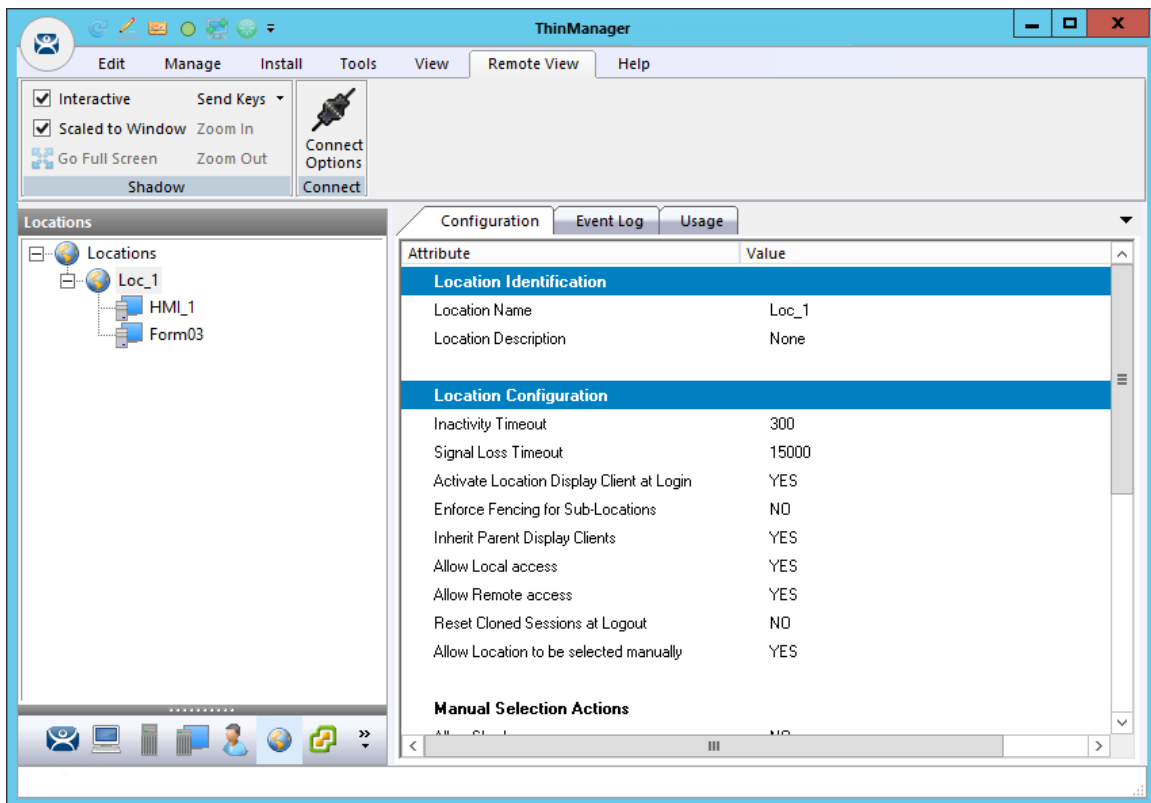 ThinManager
Edit Manage Install Tools View Remote View Help
Interactive Send Keys
Scaled to Window Zoom In
Go Full Screen Zoom Out
Connect
Options
Shadow Connect
Locations
Configuration Event Log Usage
Locations
Loc_1
HMI_1
Form03
Attribute Value
Location Identification
Location Name Loc_1
Location Description None
Location Configuration
Inactivity Timeout 300
Signal Loss Timeout 15000
Activate Location Display Client at Login YES
Enforce Fencing for Sub-Locations NO
Inherit Parent Display Clients YES
Allow Local access YES
Allow Remote access YES
Reset Cloned Sessions at Logout NO
Allow Location to be selected manually YES
Manual Selection Actions